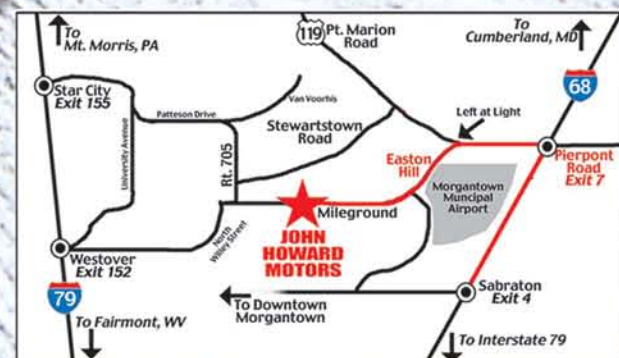 To
Mt. Morris, PA
119 Pt. Marion
Road
To
Cumberland, MD
68
Star City
Exit 155
Patteson Drive
Van Voorhis
Stewartstown
Road
Left at Light
University Avenue
Rt. 705
Easton
Hill
Pierpont
Road
Exit 7
Morgantown
Muncipal
Airport
Mileground
North
Willey Street
JOHN
HOWARD
MOTORS
Westover
Exit 152
79
Sabraton
Exit 4
To Downtown
Morgantown
To Fairmont, WV
To Interstate 79